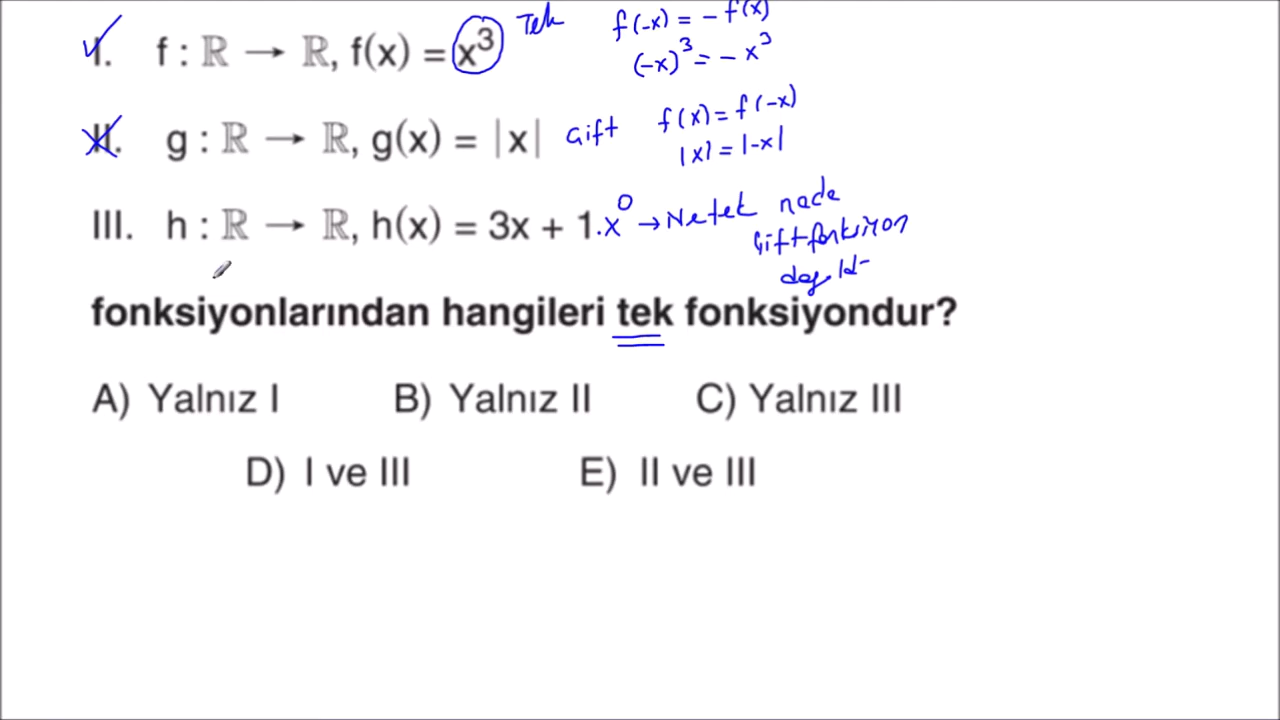 I. f : ℝ → ℝ, f(x) = x³ Tek f(-x) = - f(x)
(-x)³ = - x³
II. g : ℝ → ℝ, g(x) = |x| Çift f(x) = f(-x)
|x| = |-x|
III. h : ℝ → ℝ, h(x) = 3x + 1.x⁰ → Ne tek nede
çift fonksiyon
fonksiyonlarından hangileri tek fonksiyondur?
A) Yalnız I B) Yalnız II C) Yalnız III
D) I ve III E) II ve III